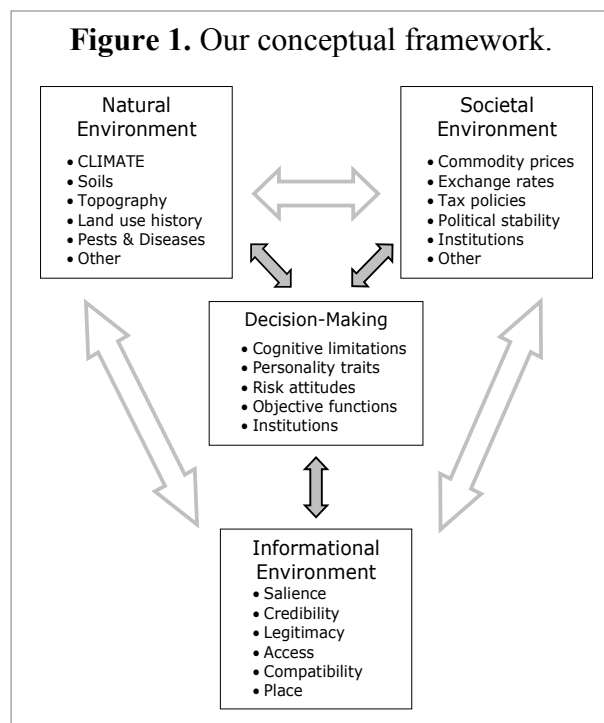 Figure 1. Our conceptual framework.
Natural
Environment
• CLIMATE
• Soils
• Topography
• Land use history
• Pests & Diseases
• Other
Societal
Environment
• Commodity prices
• Exchange rates
• Tax policies
• Political stability
• Institutions
• Other
Decision-Making
• Cognitive limitations
• Personality traits
• Risk attitudes
• Objective functions
• Institutions
Informational
Environment
• Salience
• Credibility
• Legitimacy
• Access
• Compatibility
• Place